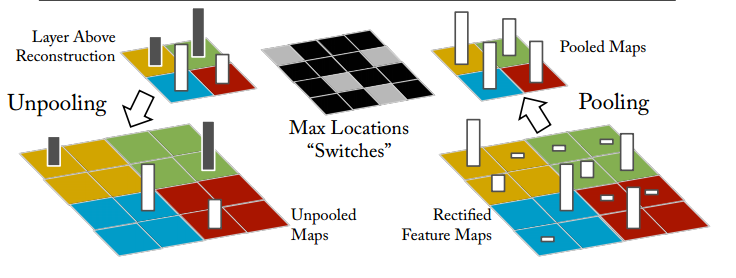 Layer Above
Reconstruction
Unpooling
Max Locations
“Switches”
Pooled Maps
Pooling
Unpooled
Maps
Rectified
Feature Maps